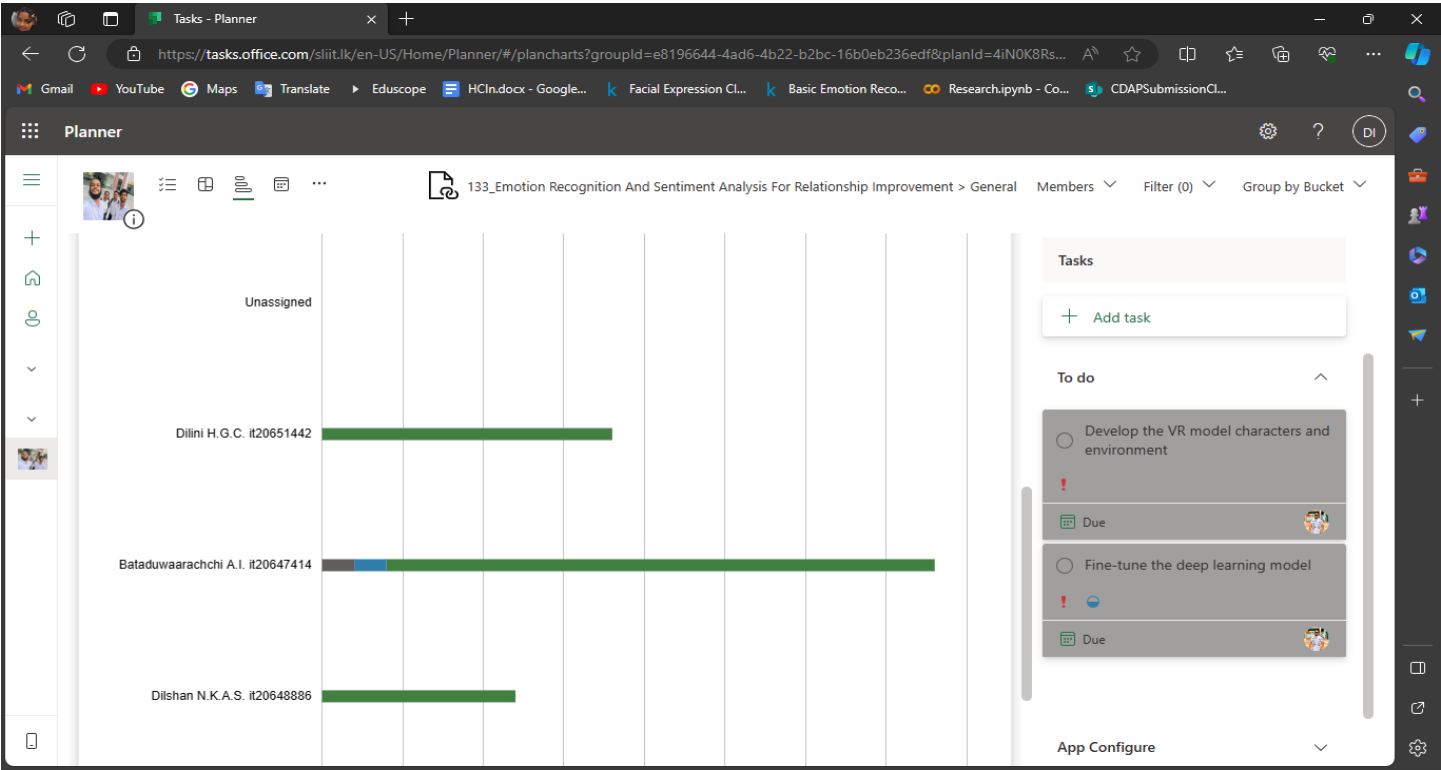 Tasks - Planner
https://tasks.office.com/sliit.lk/en-US/Home/Planner/#/plancharts?groupId=e8196644-4ad6-4b22-b2bc-16b0eb236edf&planId=4iN0K8Rs...
Gmail YouTube Maps Translate Eduscope HCIn.docx - Google... Facial Expression Cl... Basic Emotion Reco... Research.ipynb - Co... CDAPSubmissionCl...
Planner
DI
133_Emotion Recognition And Sentiment Analysis For Relationship Improvement > General Members Filter (0) Group by Bucket
Unassigned
Dilini H.G.C. it20651442
Bataduwaarachchi A.I. it20647414
Dilshan N.K.A.S. it20648886
Tasks
Add task
To do
Develop the VR model characters and
environment
Due
Fine-tune the deep learning model
Due
App Configure